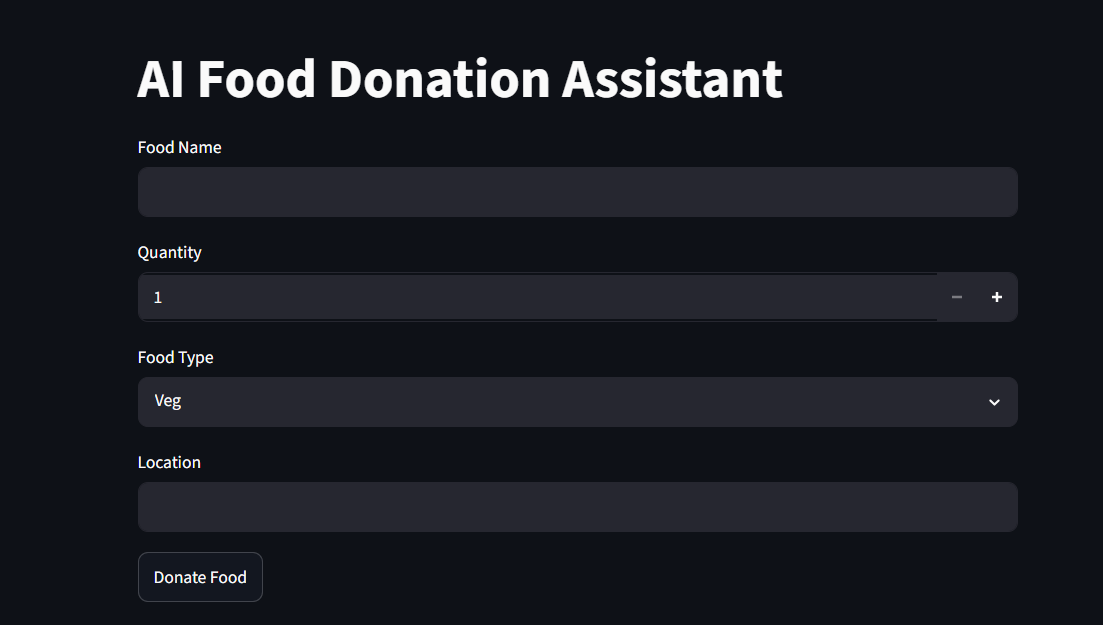 AI Food Donation Assistant
Food Name
Quantity
1
Food Type
Veg
Location
Donate Food